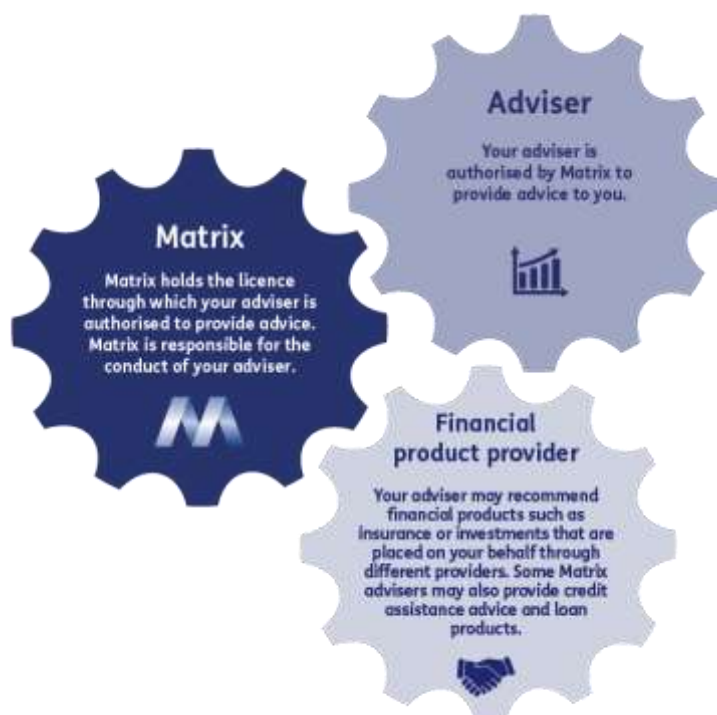 Adviser
Your adviser is
authorised by Matrix to
provide advice to you.
Matrix
Matrix holds the licence
through which your adviser is
authorised to provide advice.
Matrix is responsible for the
conduct of your adviser.
Financial
product provider
Your adviser may recommend
financial products such as
insurance or investments that are
placed on your behalf through
different providers. Some Matrix
advisers may also provide credit
assistance advice and loan
products.